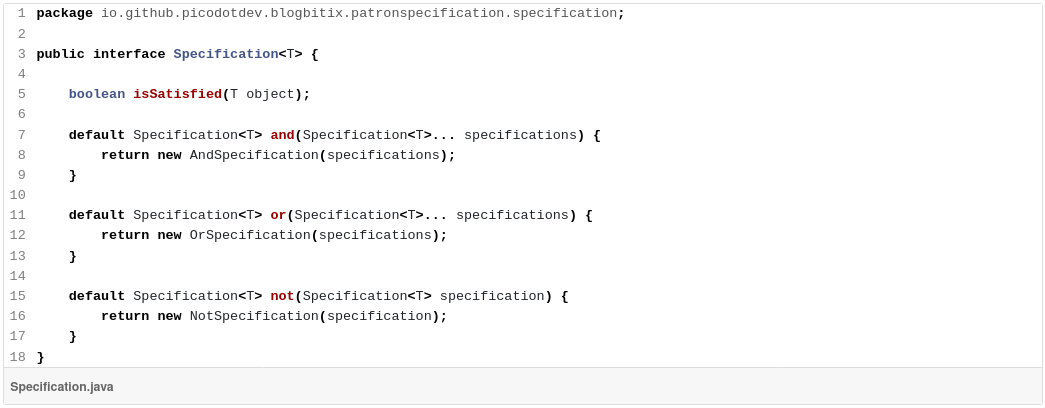 1 package io.github.picodotdev.blogbitix.patronspecification.specification;
2
3 public interface Specification<T> {
4
5     boolean isSatisfied(T object);
6
7     default Specification<T> and(Specification<T>... specifications) {
8         return new AndSpecification(specifications);
9     }
10
11     default Specification<T> or(Specification<T>... specifications) {
12         return new OrSpecification(specifications);
13     }
14
15     default Specification<T> not(Specification<T> specification) {
16         return new NotSpecification(specification);
17     }
18 }
Specification.java